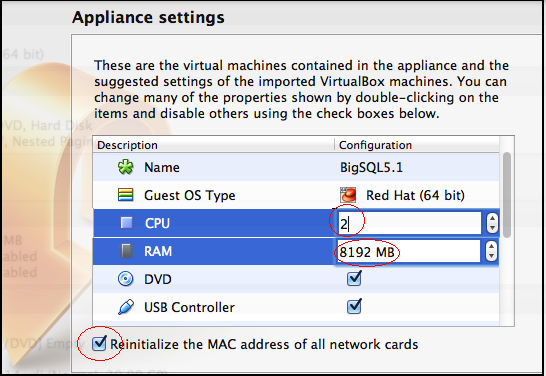 Appliance settings
These are the virtual machines contained in the appliance and the
suggested settings of the imported VirtualBox machines. You can
change many of the properties shown by double-clicking on the
items and disable others using the check boxes below.
Description Configuration
Name BigSQL5.1
Guest OS Type Red Hat (64 bit)
CPU 2
RAM 8192 MB
DVD
USB Controller
Reinitialize the MAC address of all network cards
(64 bit)
DVD, Hard Disk
, Nested Pagin
MB
abled
abled
/DVD) Empty